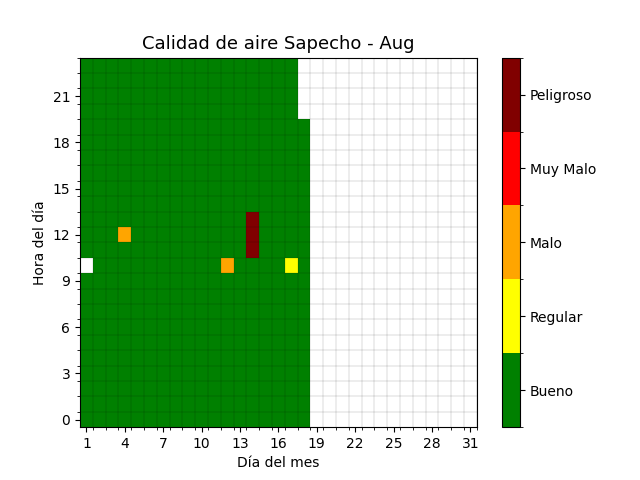 Calidad de aire Sapecho - Aug
Hora del día
21
18
15
12
9
6
3
0
1 4 7 10 13 16 19 22 25 28 31
Día del mes
Peligroso
Muy Malo
Malo
Regular
Bueno